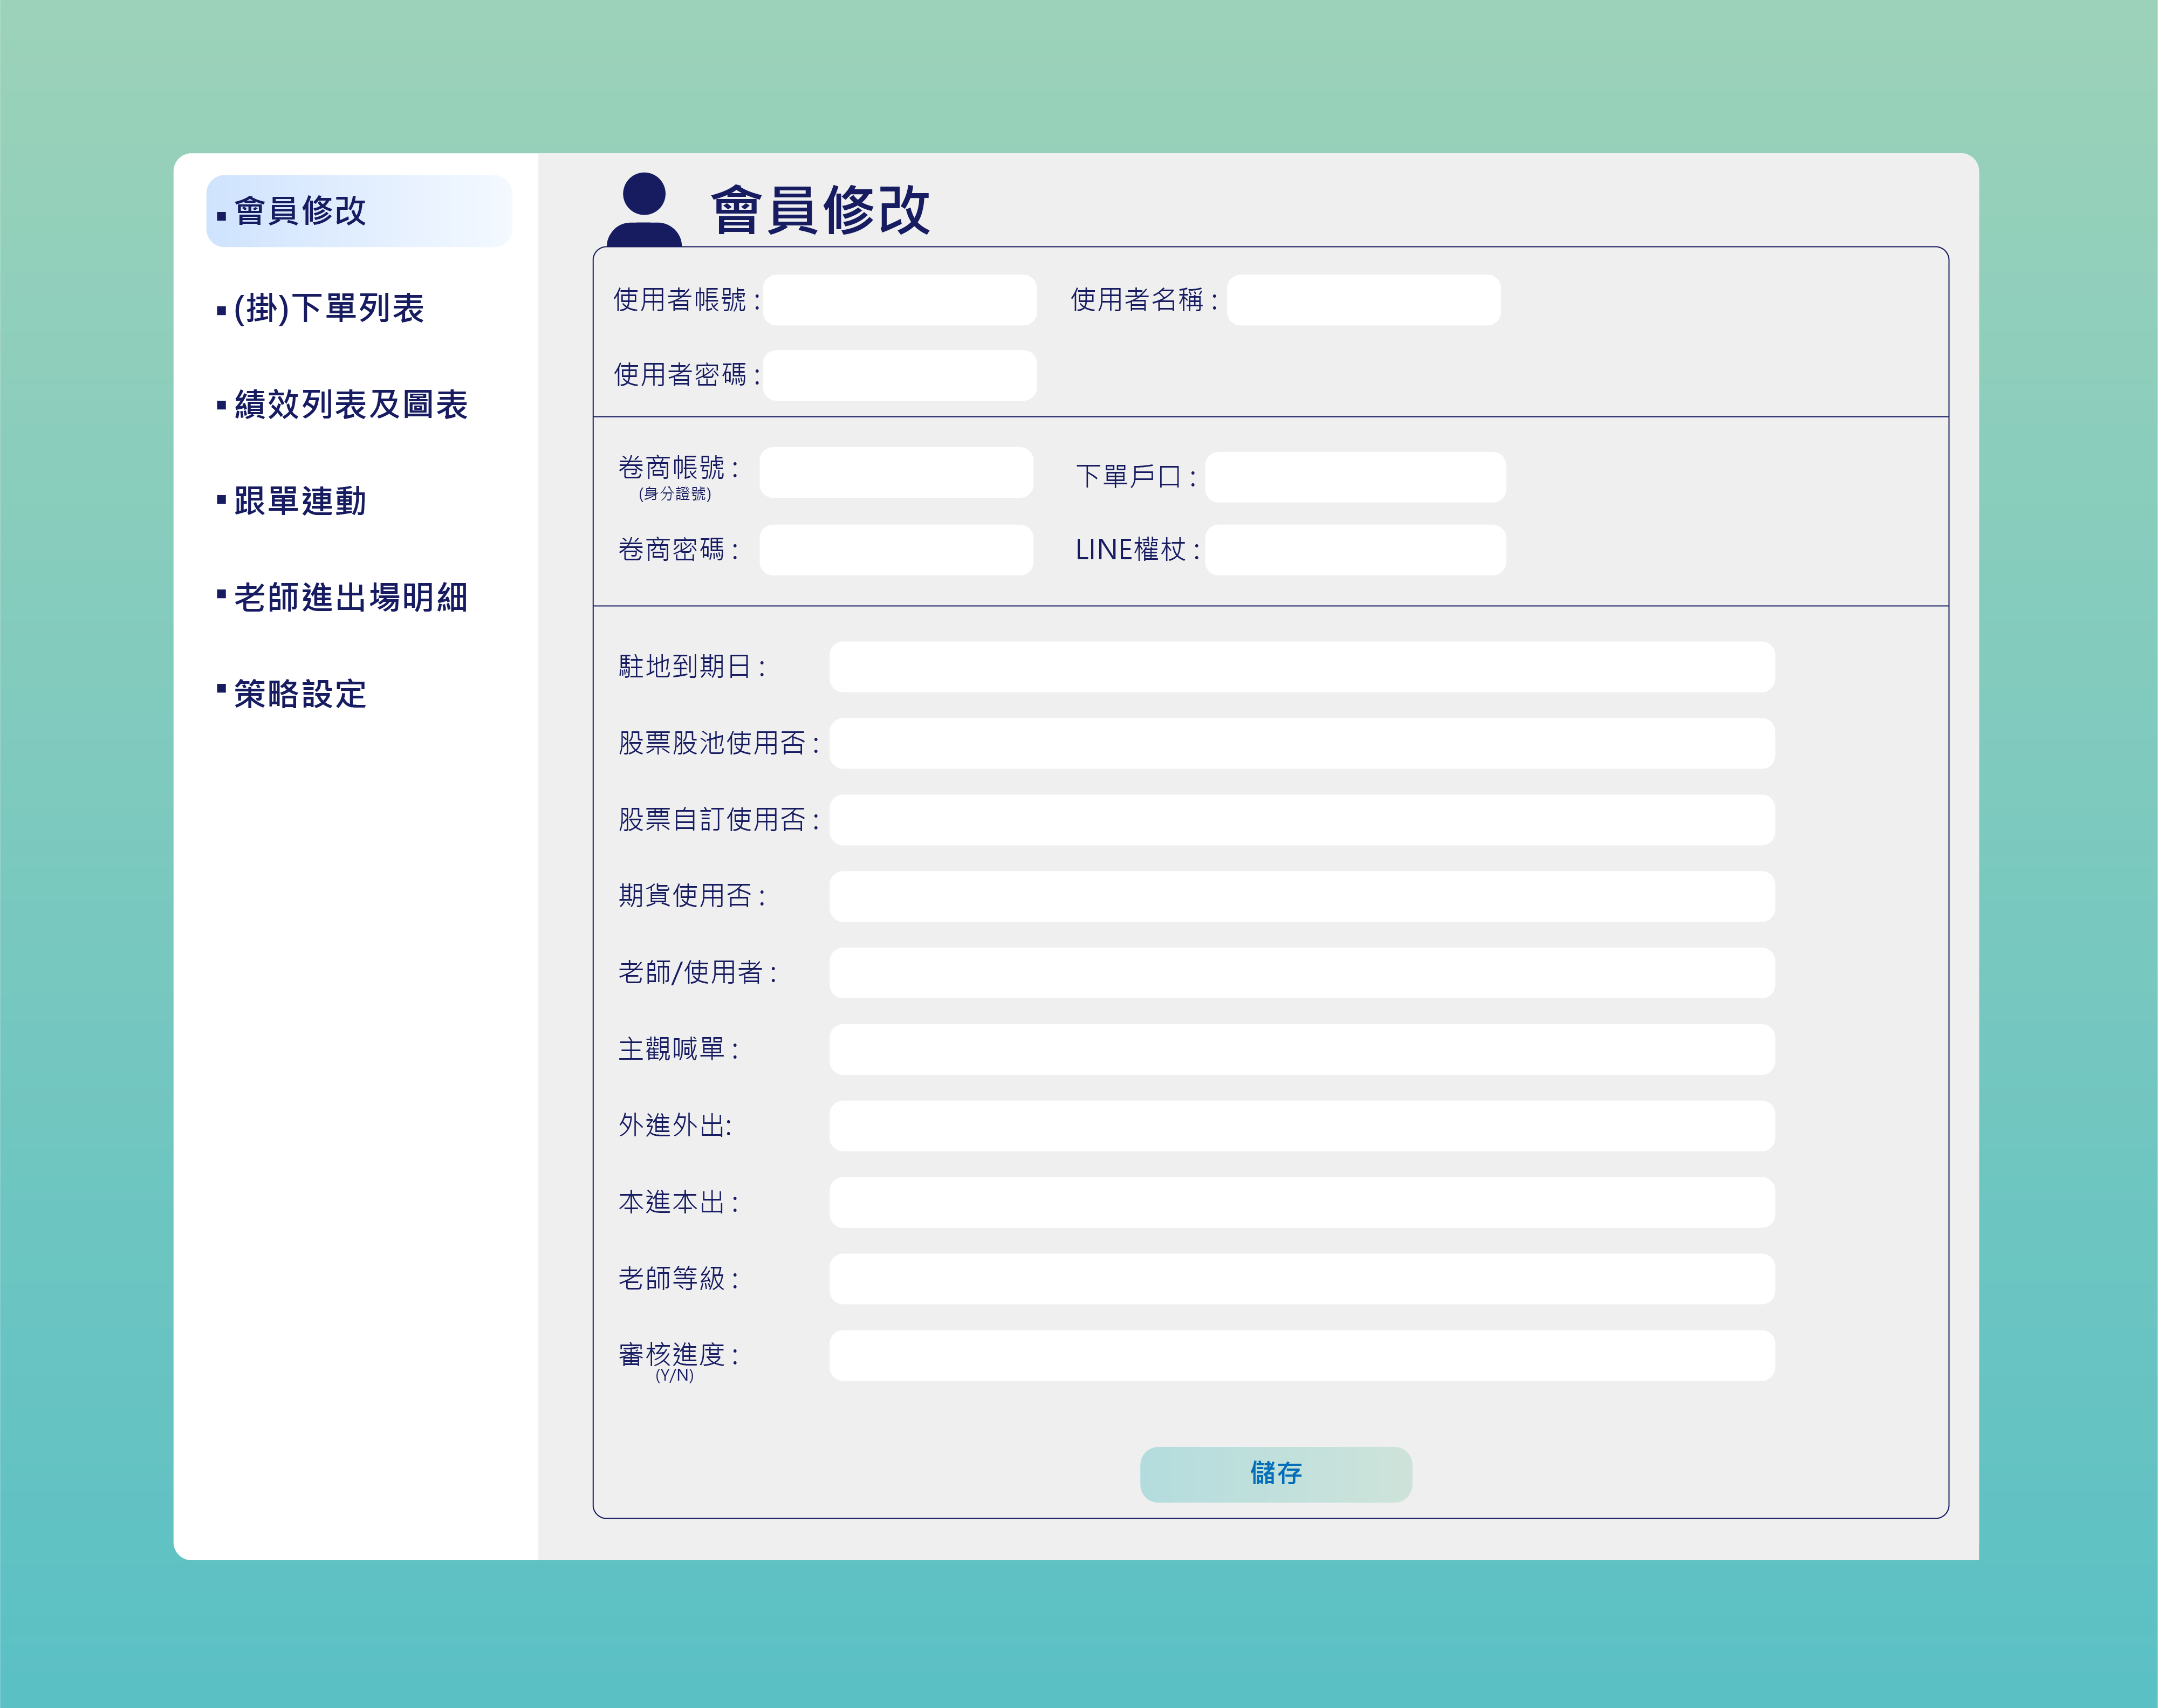 會員修改
(掛)下單列表
績效列表及圖表
跟單連動
老師進出場明細
策略設定
會員修改
使用者帳號 : 使用者名稱 :
使用者密碼 :
卷商帳號 : 下單戶口 :
(身分證號)
卷商密碼 : LINE權杖 :
駐地到期日 :
股票股池使用否 :
股票自訂使用否 :
期貨使用否 :
老師/使用者 :
主觀喊單 :
外進外出:
本進本出 :
老師等級 :
審核進度 :
(Y/N)
儲存